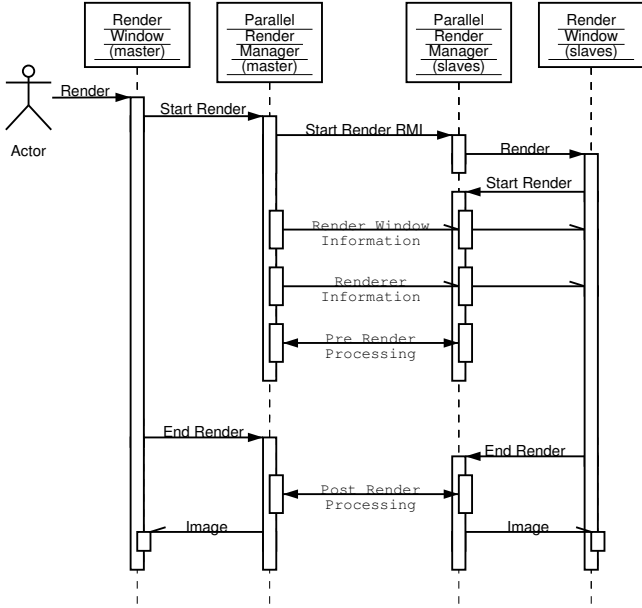 Render
Window
(master)
Parallel
Render
Manager
(master)
Parallel
Render
Manager
(slaves)
Render
Window
(slaves)
Actor
Render
Start Render
Start Render RMI
Render
Start Render
Render Window
Information
Renderer
Information
Pre Render
Processing
End Render
End Render
Post Render
Processing
Image
Image